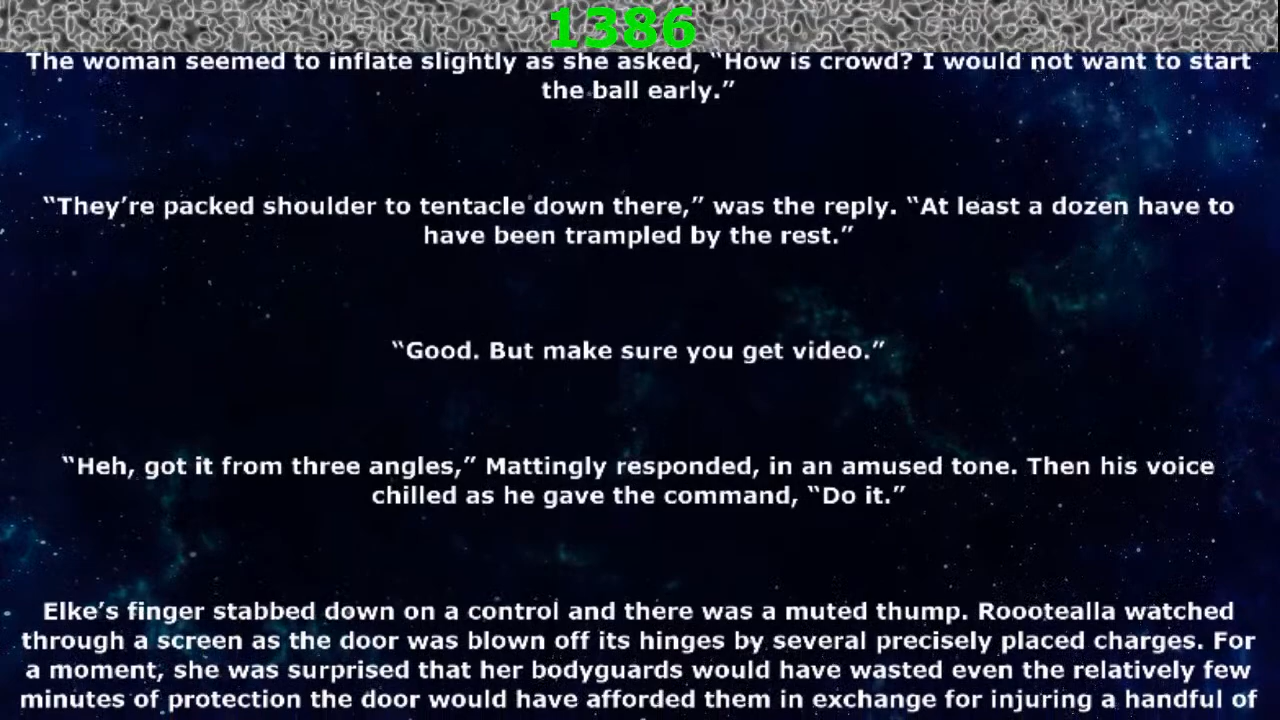 1386
The woman seemed to inflate slightly as she asked, “How is crowd? I would not want to start
the ball early.”
“They’re packed shoulder to tentacle down there,” was the reply. “At least a dozen have to
have been trampled by the rest.”
“Good. But make sure you get video.”
“Heh, got it from three angles,” Mattingly responded, in an amused tone. Then his voice
chilled as he gave the command, “Do it.”
Elke’s finger stabbed down on a control and there was a muted thump. Roootealla watched
through a screen as the door was blown off its hinges by several precisely placed charges. For
a moment, she was surprised that her bodyguards would have wasted even the relatively few
minutes of protection the door would have afforded them in exchange for injuring a handful of